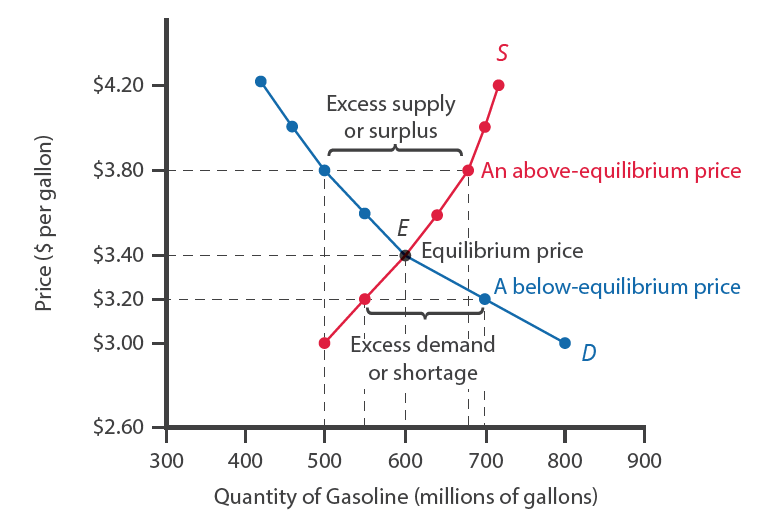 S
$4.20
Excess supply
or surplus
$3.80
An above-equilibrium price
E
$3.40
Equilibrium price
A below-equilibrium price
$3.20
$3.00
Excess demand
D
or shortage
$2.60
300 400 500 600 700 800 900
Price ($ per gallon)
Quantity of Gasoline (millions of gallons)